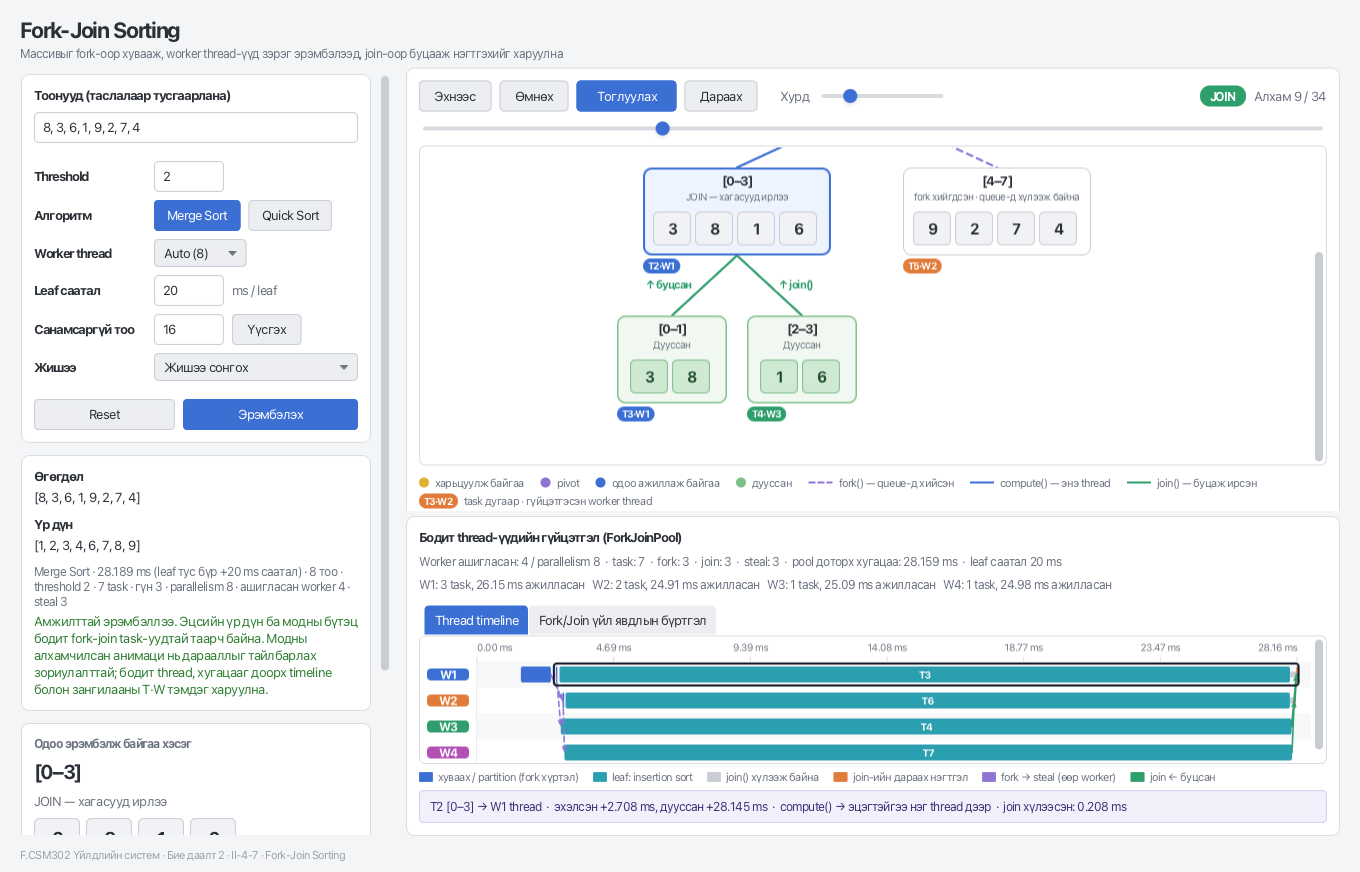 Fork-Join Sorting
Массивыг fork-оор хувааж, worker thread-үүд зэрэг эрэмбэлээд, join-оор буцааж нэгтгэхийг харуулна
Тоонууд (таслалаар тусгаарлана)
8, 3, 6, 1, 9, 2, 7, 4
Threshold 2
Алгоритм Merge Sort Quick Sort
Worker thread Auto (8)
Leaf саатал 20 ms / leaf
Санамсаргүй тоо 16 Үүсгэх
Жишээ Жишээ сонгох
Reset Эрэмбэлэх
Өгөгдөл
[8, 3, 6, 1, 9, 2, 7, 4]
Үр дүн
[1, 2, 3, 4, 6, 7, 8, 9]
Merge Sort · 28.189 ms (leaf тус бүр +20 ms саатал) · 8 тоо ·
threshold 2 · 7 task · гүн 3 · parallelism 8 · ашигласан worker 4 ·
steal 3
Амжилттай эрэмбэллээ. Эцсийн үр дүн ба модны бүтэц
бодит fork-join task-уудтай таарч байна. Модны
алхамчилсан анимаци нь дарааллыг тайлбарлах
зориулалттай; бодит thread, хугацааг доорх timeline
болон зангилааны T·W тэмдэг харуулна.
Одоо эрэмбэлж байгаа хэсэг
[0–3]
JOIN — хагасууд ирлээ
Эхнээс Өмнөх Тоглуулах Дараах Хурд JOIN Алхам 9 / 34
[0–3] [4–7]
JOIN — хагасууд ирлээ fork хийгдсэн · queue-д хүлээж байна
3 8 1 6 9 2 7 4
T2·W1 T5·W2
↑ буцсан ↑ join()
[0–1] [2–3]
Дууссан Дууссан
3 8 1 6
T3·W1 T4·W3
харьцуулж байгаа pivot одоо ажиллаж байгаа дууссан fork() — queue-д хийсэн compute() — энэ thread join() — буцаж ирсэн
T3·W2 task дугаар · гүйцэтгэсэн worker thread
Бодит thread-үүдийн гүйцэтгэл (ForkJoinPool)
Worker ашигласан: 4 / parallelism 8 · task: 7 · fork: 3 · join: 3 · steal: 3 · pool доторх хугацаа: 28.159 ms · leaf саатал 20 ms
W1: 3 task, 26.15 ms ажилласан W2: 2 task, 24.91 ms ажилласан W3: 1 task, 25.09 ms ажилласан W4: 1 task, 24.98 ms ажилласан
Thread timeline Fork/Join үйл явдлын бүртгэл
0.00 ms 4.69 ms 9.39 ms 14.08 ms 18.77 ms 23.47 ms 28.16 ms
W1 T3
W2 T6
W3 T4
W4 T7
хуваах / partition (fork хүртэл) leaf: insertion sort join() хүлээж байна join-ийн дараах нэгтгэл fork → steal (өөр worker) join ← буцсан
T2 [0–3] → W1 thread · эхэлсэн +2.708 ms, дууссан +28.145 ms · compute() → эцэгтэйгээ нэг thread дээр · join хүлээсэн: 0.208 ms
F.CSM302 Үйлдлийн систем · Бие даалт 2 · II-4-7 · Fork-Join Sorting